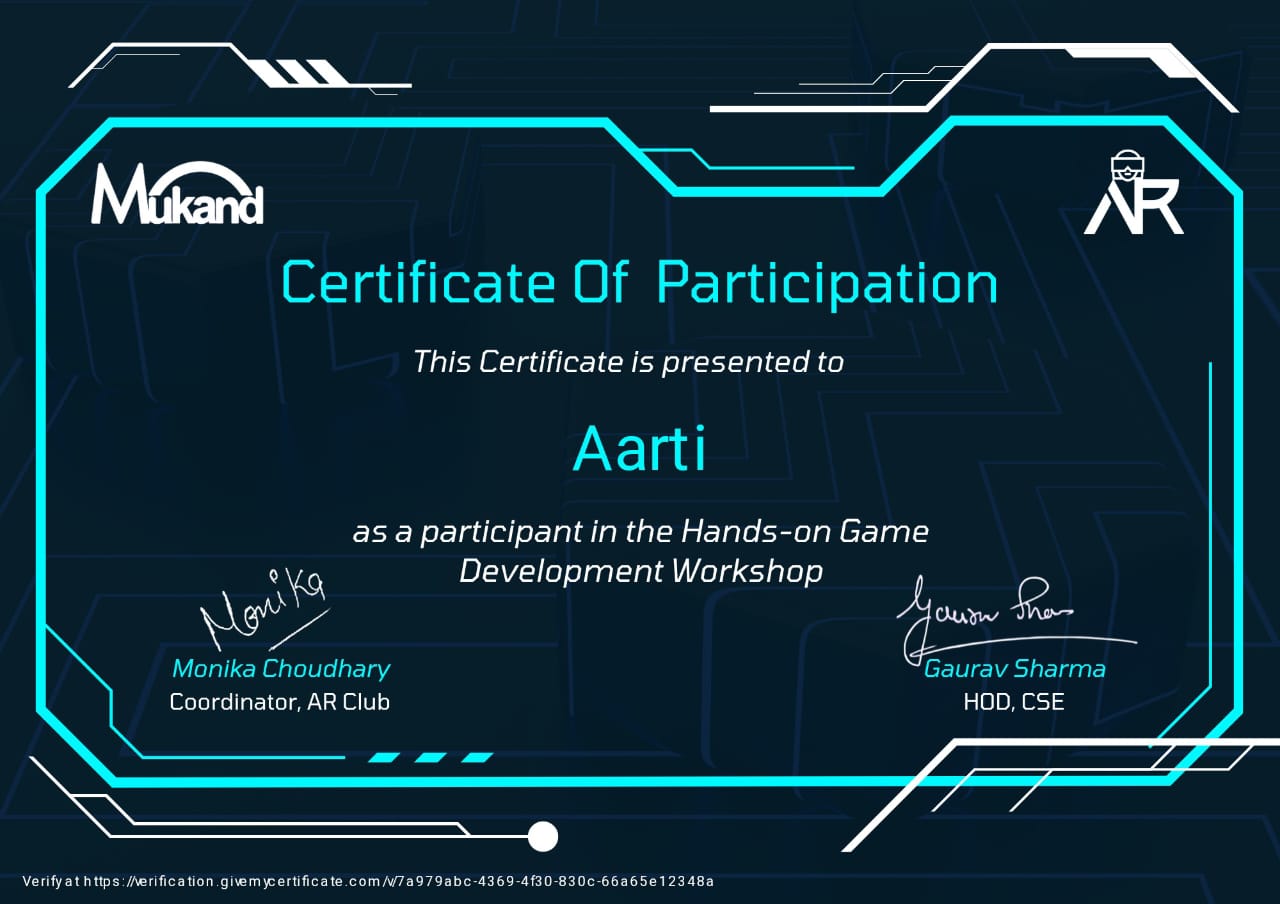 Mukand
AR
Certificate Of Participation
This Certificate is presented to
Aarti
as a participant in the Hands-on Game
Development Workshop
Monika
Gaurav Sharma
Monika Choudhary
Gaurav Sharma
Coordinator, AR Club
HOD, CSE
Verify at https://verification.givemycertificate.com/v/7a979abc-4369-4f30-830c-66a65e12348a